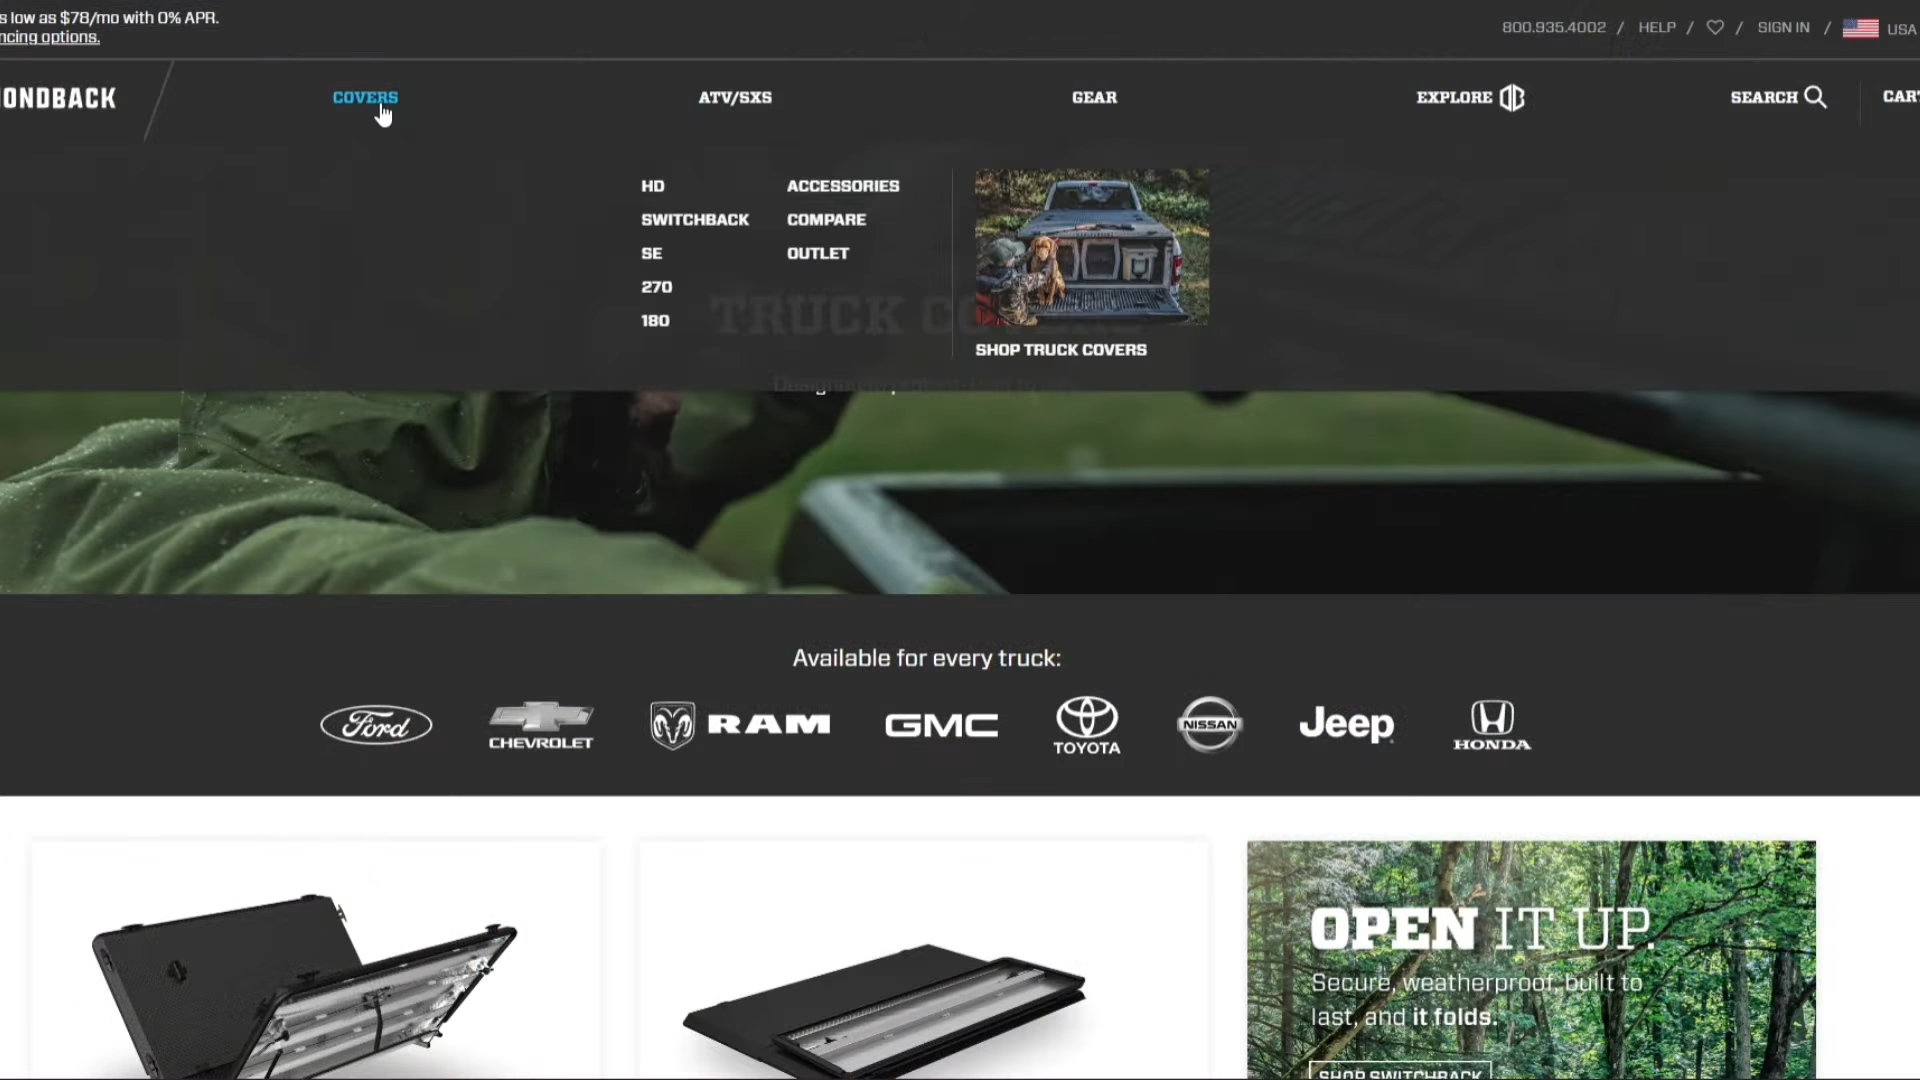 s low as $78/mo with 0% APR.
ncing options.
800.935.4002 / HELP / / SIGN IN / USA
ONDBACK
COVERS
ATV/SXS
GEAR
EXPLORE
SEARCH
CART
HD
SWITCHBACK
SE
270
180
ACCESSORIES
COMPARE
OUTLET
SHOP TRUCK COVERS
TRUCK
Available for every truck:
Ford
CHEVROLET
RAM
GMC
TOYOTA
NISSAN
Jeep
HONDA
OPEN IT UP.
Secure, weatherproof, built to
last, and it folds.
SHOP SWITCHBACK